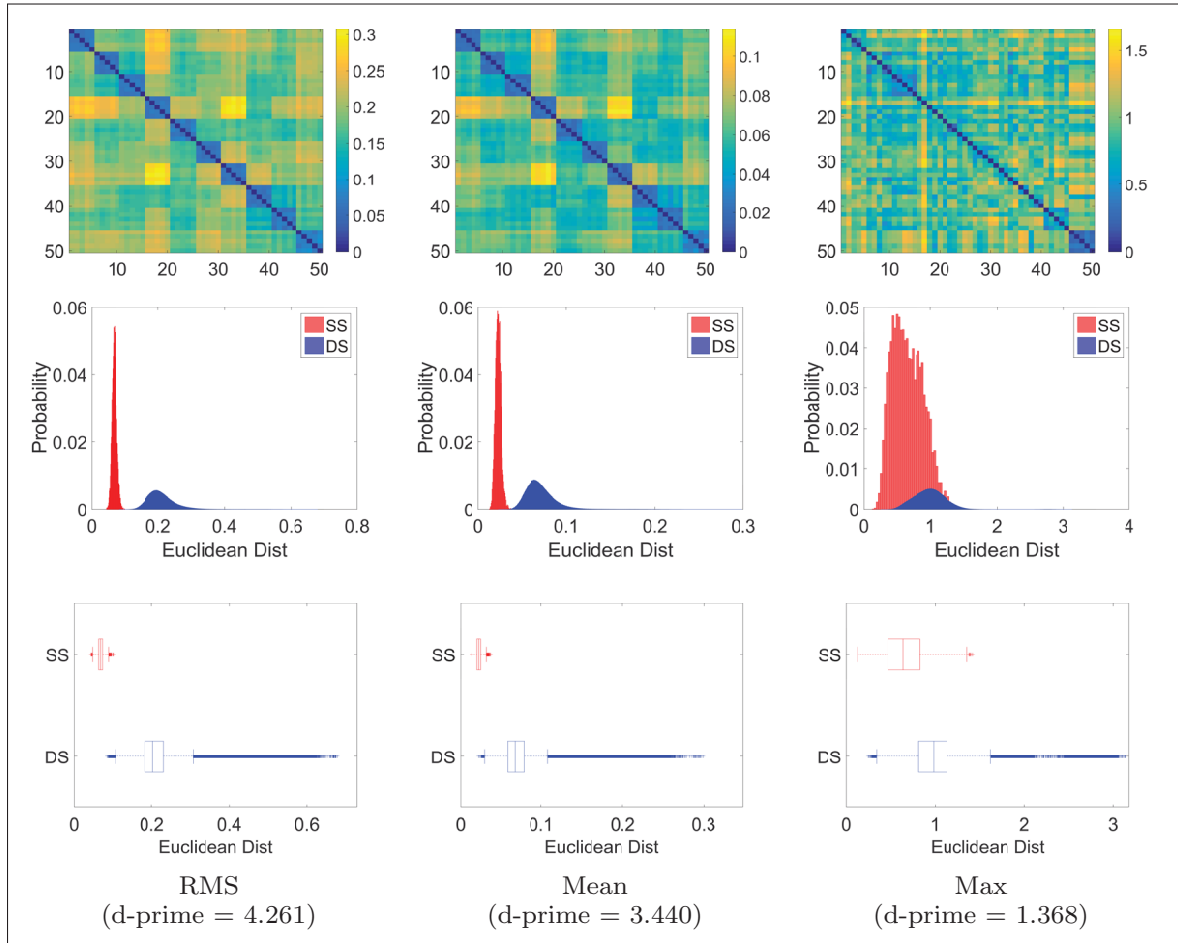 0.3
0.25
0.2
0.15
0.1
0.05
0
10
20
30
40
50
10 20 30 40 50
0.1
0.08
0.06
0.04
0.02
0
10
20
30
40
50
10 20 30 40 50
1.5
1
0.5
0
10
20
30
40
50
10 20 30 40 50
0.06
0.04
0.02
0
Probability
SS
DS
0 0.2 0.4 0.6 0.8
Euclidean Dist
0.06
0.04
0.02
0
Probability
SS
DS
0 0.1 0.2 0.3
Euclidean Dist
0.05
0.04
0.03
0.02
0.01
0
Probability
SS
DS
0 1 2 3 4
Euclidean Dist
SS
DS
0 0.2 0.4 0.6
Euclidean Dist
SS
DS
0 0.1 0.2 0.3
Euclidean Dist
SS
DS
0 1 2 3
Euclidean Dist
RMS
(d-prime = 4.261)
Mean
(d-prime = 3.440)
Max
(d-prime = 1.368)